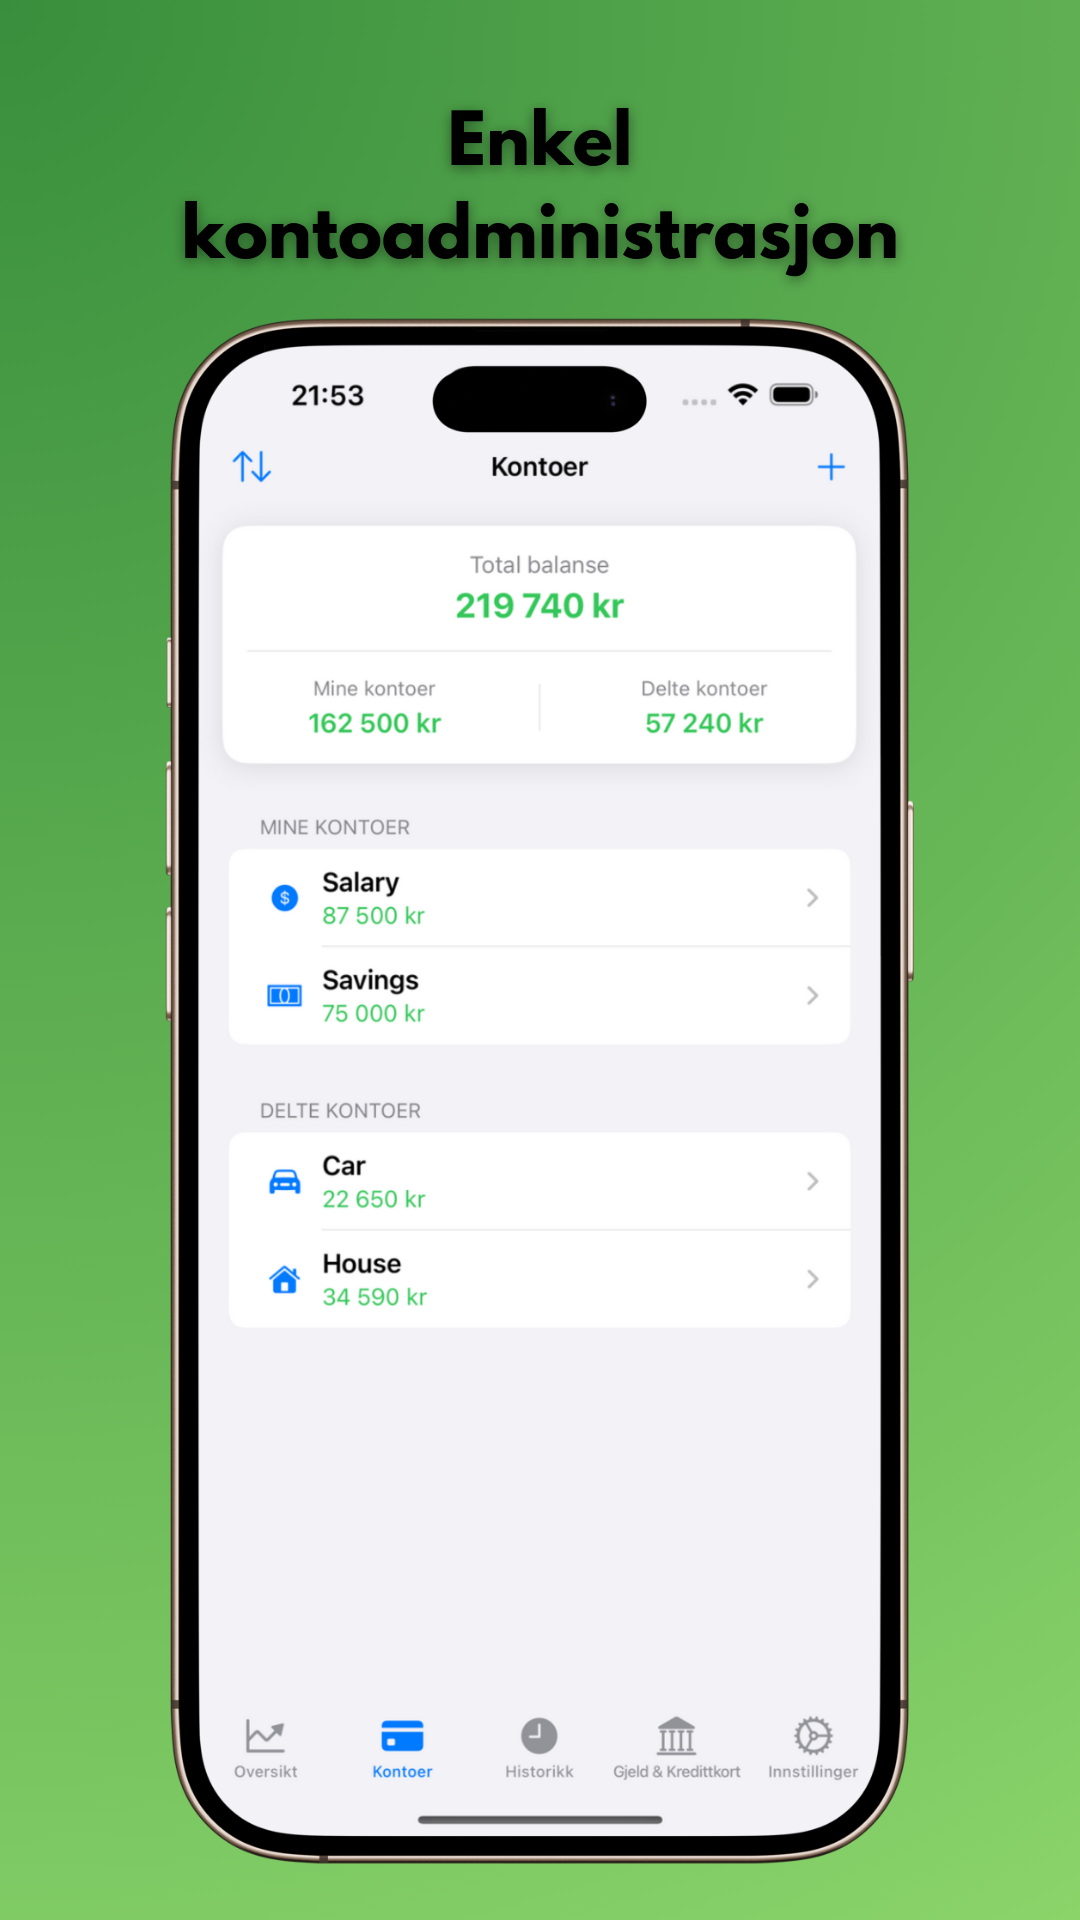 Enkel
kontoadministrasjon
21:53
Kontoer
Total balanse
219 740 kr
Mine kontoer
Delte kontoer
162 500 kr
57 240 kr
MINE KONTOER
Salary
87 500 kr
Savings
75 000 kr
DELTE KONTOER
Car
22 650 kr
House
34 590 kr
Oversikt
Kontoer
Historikk
Gjeld & Kredittkort
Innstillinger